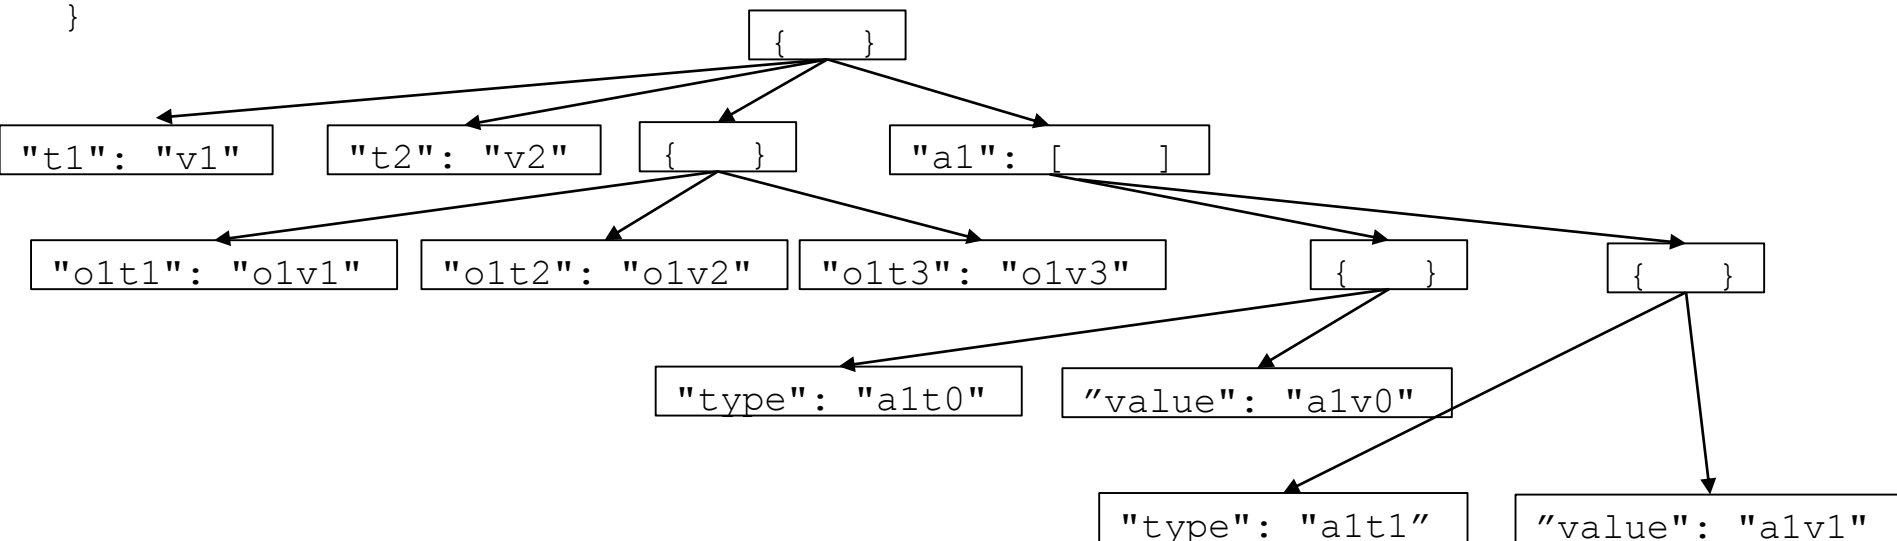 }
{    }
"t1": "v1"
"t2": "v2"
{    }
"a1": [     ]
"o1t1": "o1v1"
"o1t2": "o1v2"
"o1t3": "o1v3"
{    }
{    }
"type": "a1t0"
”value": "a1v0"
"type": "a1t1”
”value": "a1v1"